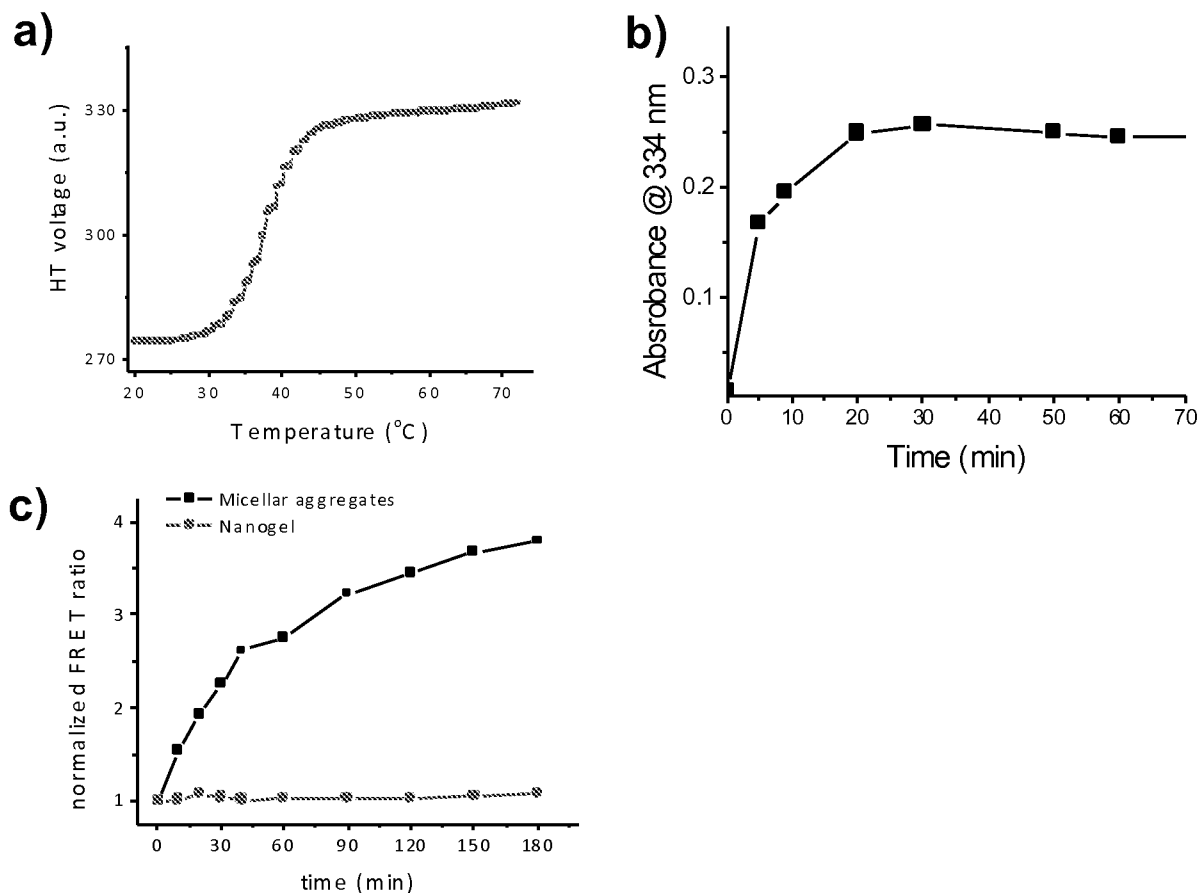 a)
HT voltage (a.u.)
330
300
270
20 30 40 50 60 70
Temperature (°C)
b)
Absrobance @ 334 nm
0.3
0.2
0.1
0 10 20 30 40 50 60 70
Time (min)
c)
Micellar aggregates
Nanogel
normalized FRET ratio
4
3
2
1
0 30 60 90 120 150 180
time (min)